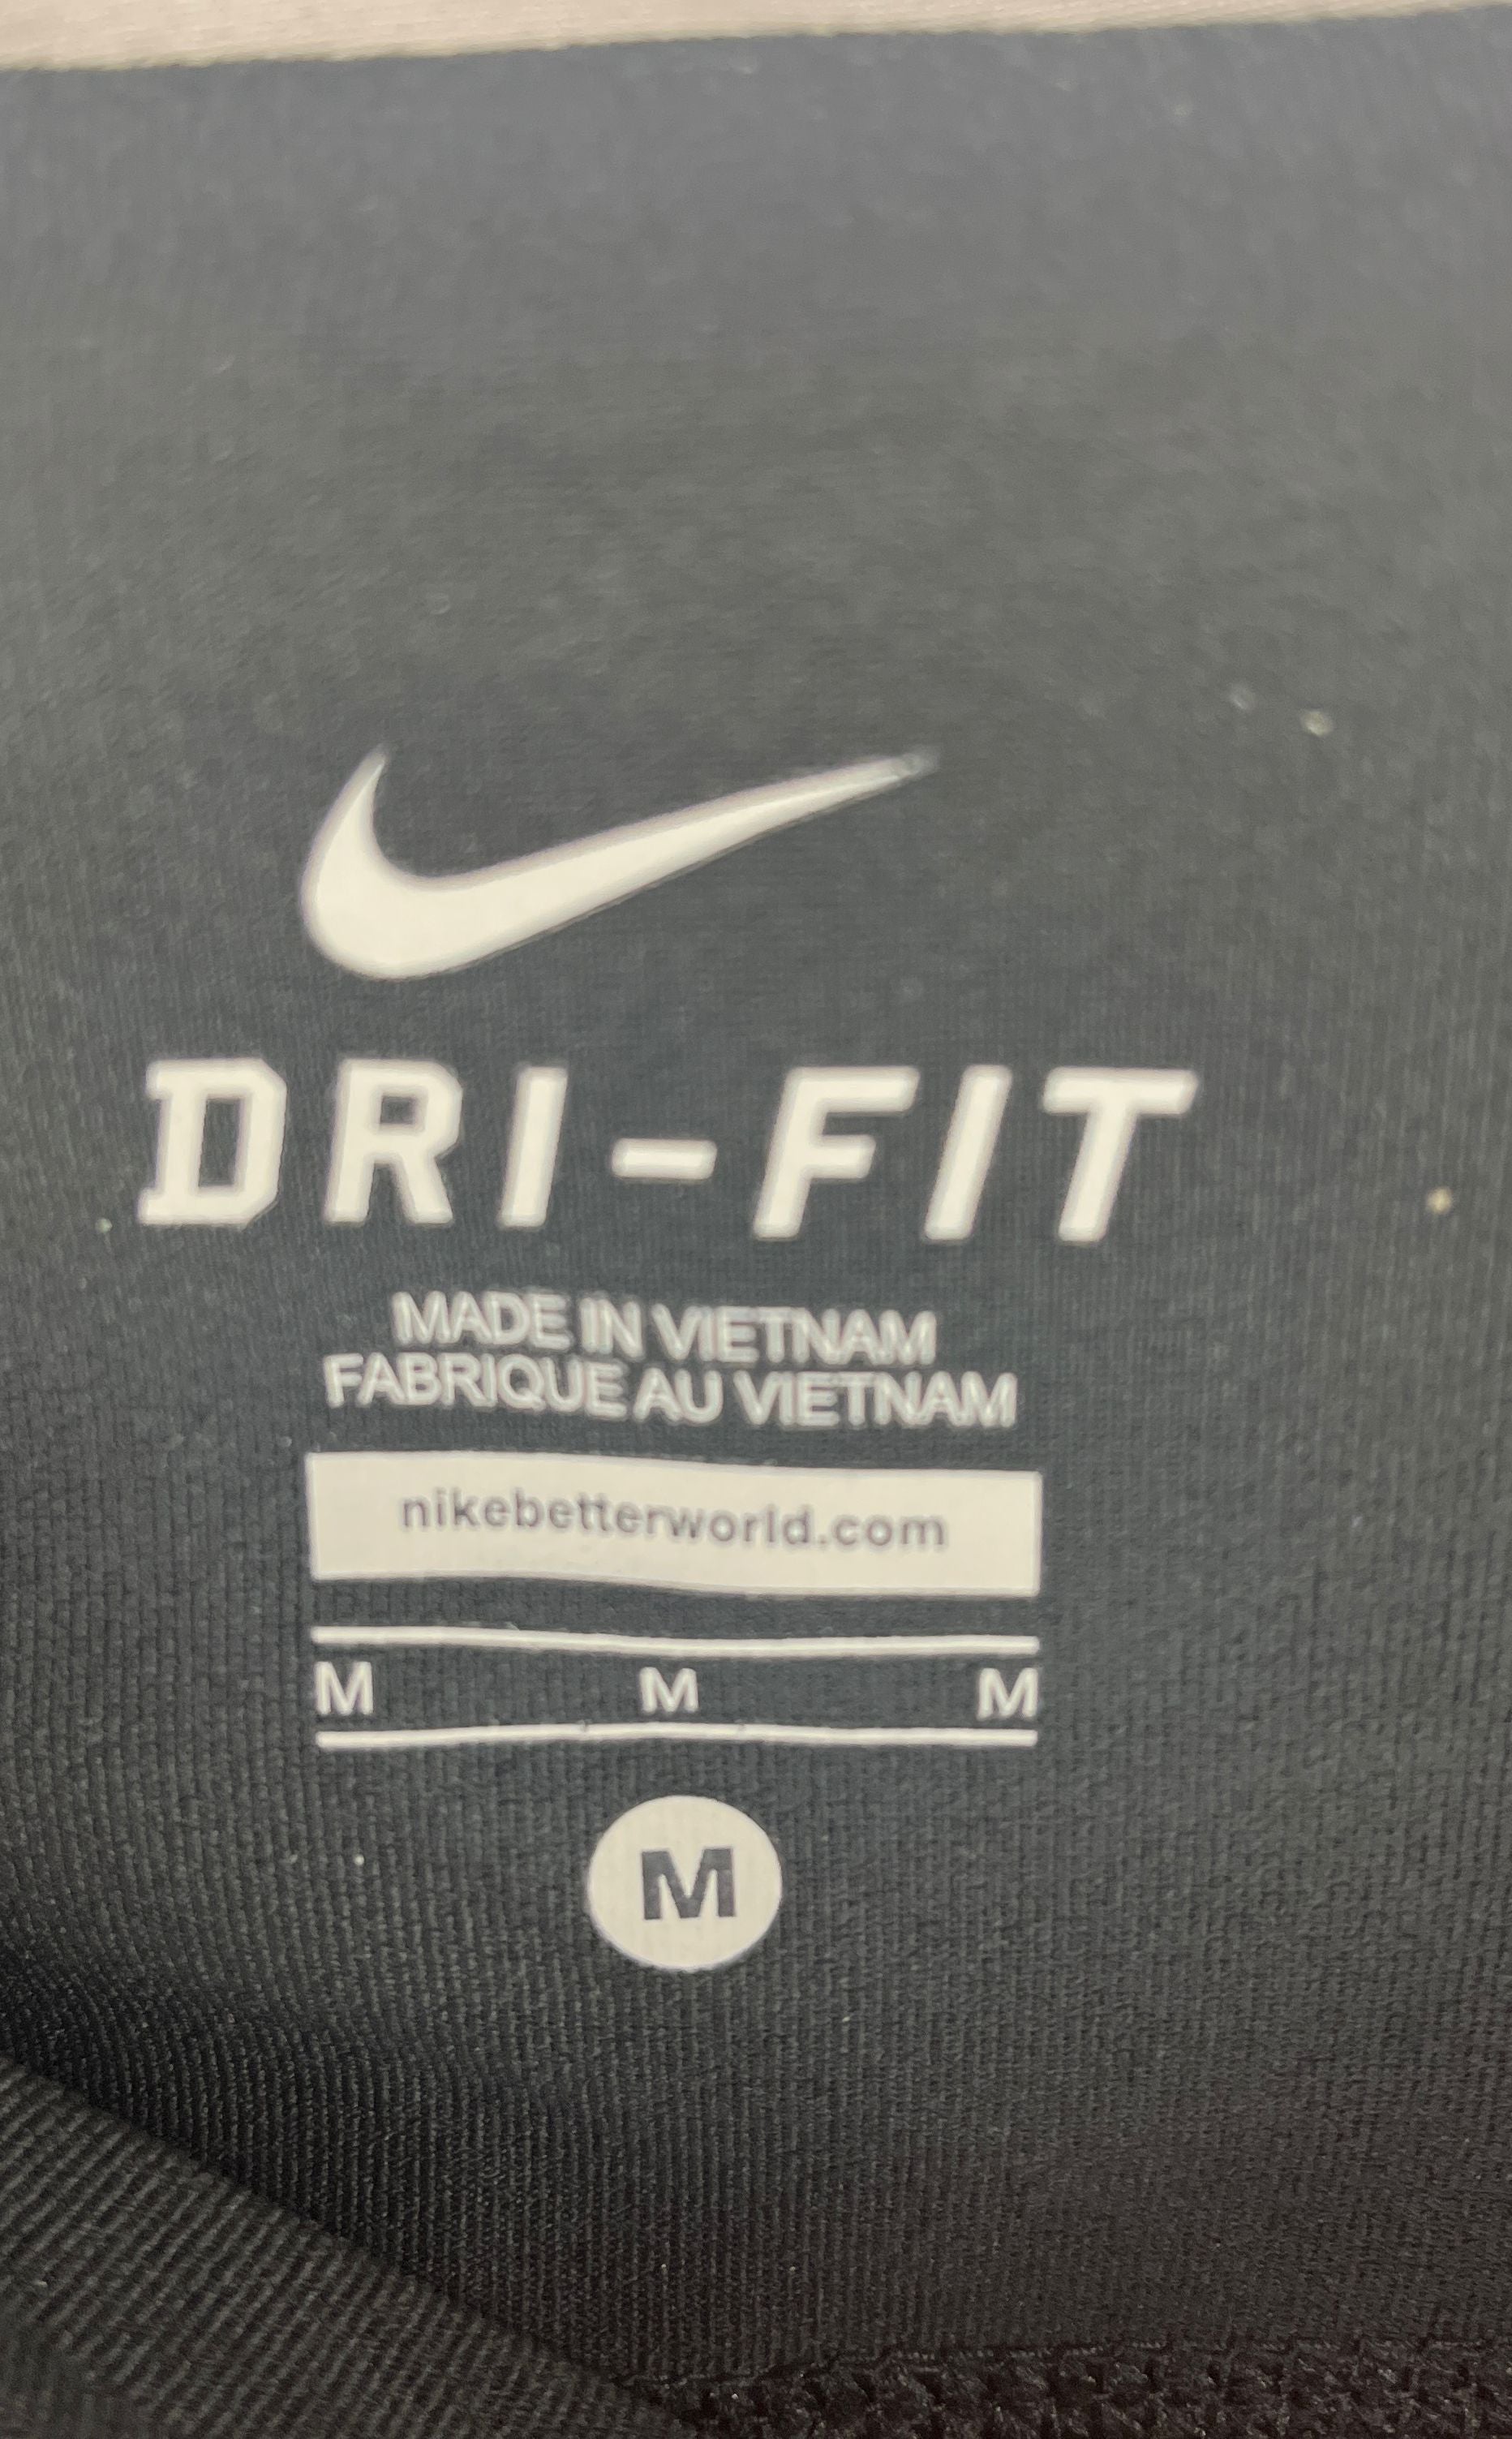 DRI-FIT
MADE IN VIETNAM
FABRIQUE AU VIETNAM
nikebetterworld.com
M M M
M